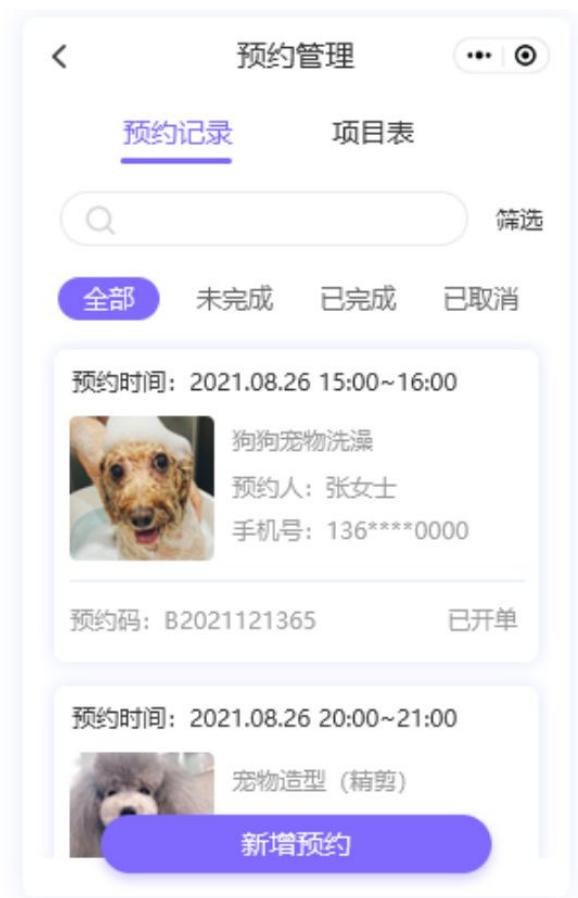 预约管理
预约记录 项目表
筛选
全部 未完成 已完成 已取消
预约时间：2021.08.26 15:00~16:00
狗狗宠物洗澡
预约人：张女士
手机号：136****0000
预约码：B2021121365 已开单
预约时间：2021.08.26 20:00~21:00
宠物造型（精剪）
新增预约